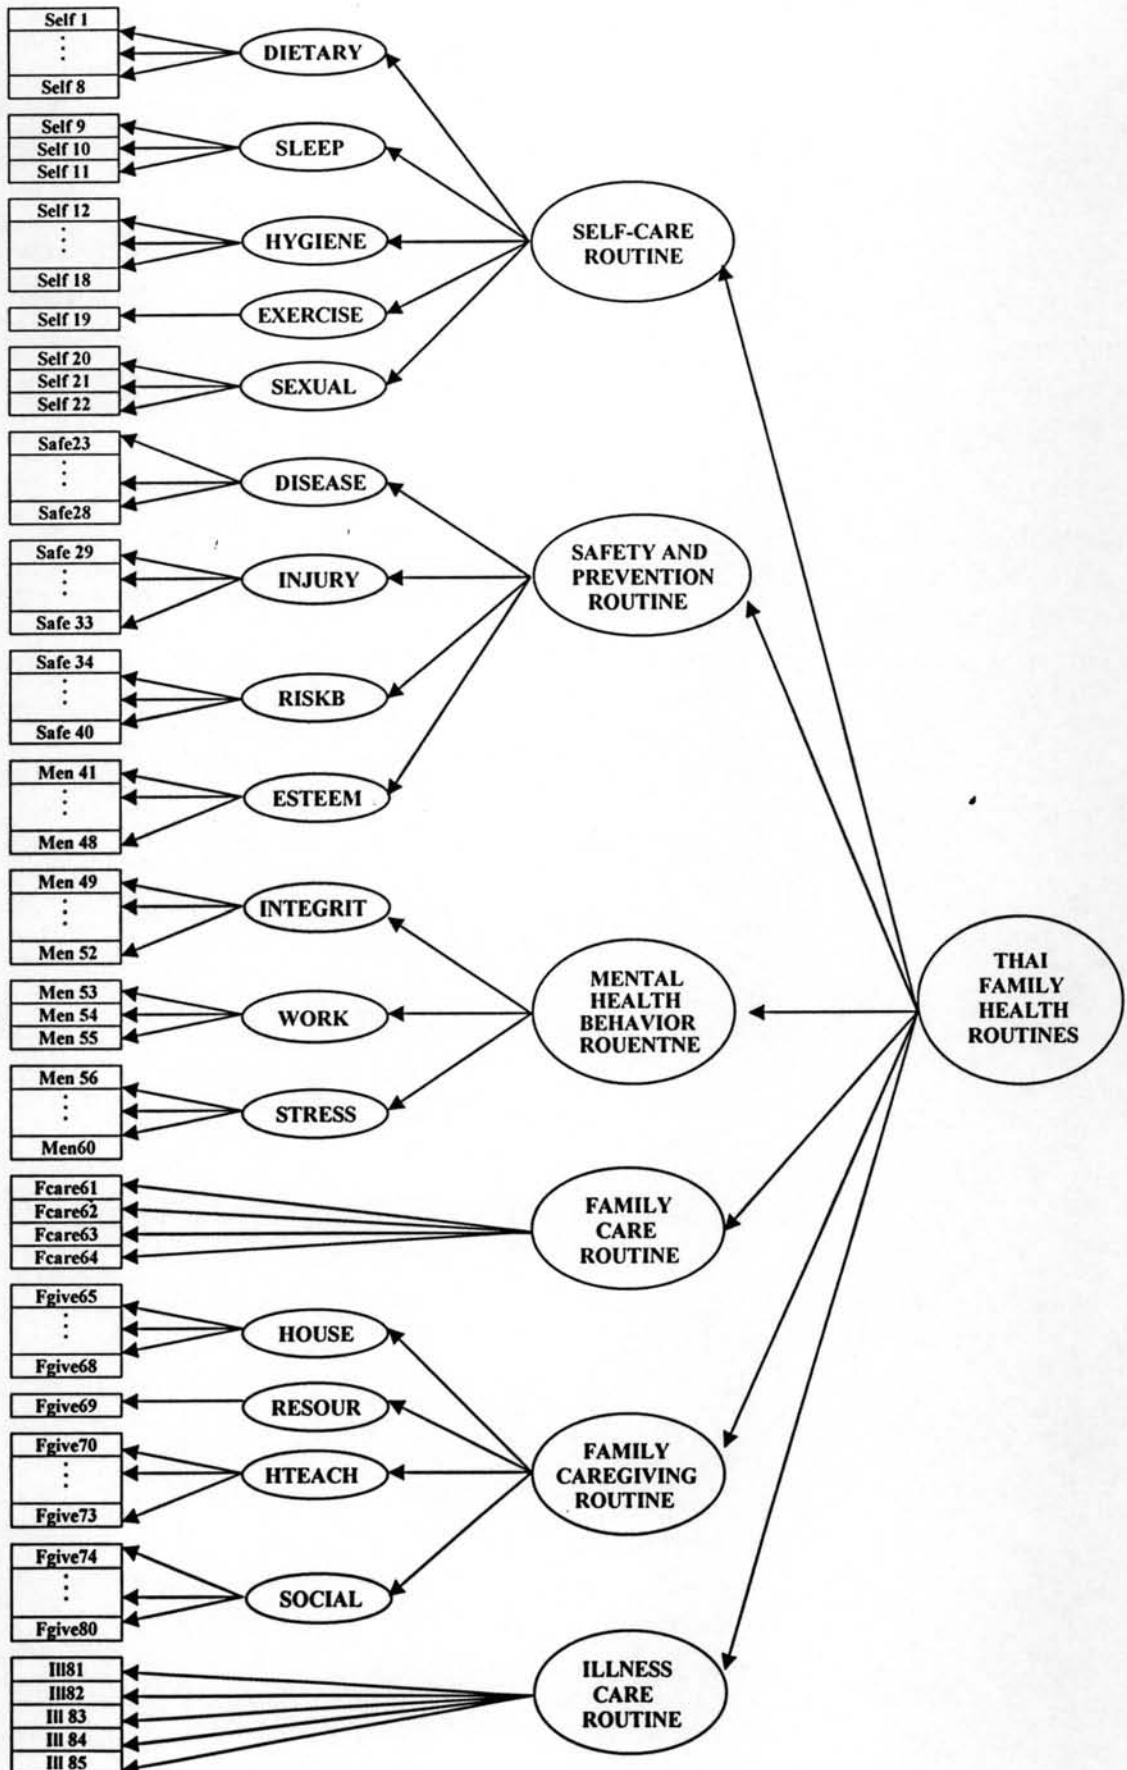 Self 1
Self 8
DIETARY
Self 9
Self 10
Self 11
SLEEP
Self 12
Self 18
HYGIENE
Self 19
EXERCISE
Self 20
Self 21
Self 22
SEXUAL
SELF-CARE
ROUTINE
Safe23
Safe28
DISEASE
Safe 29
Safe 33
INJURY
Safe 34
Safe 40
RISKB
Men 41
Men 48
ESTEEM
SAFETY AND
PREVENTION
ROUTINE
Men 49
Men 52
INTEGRIT
Men 53
Men 54
Men 55
WORK
Men 56
Men60
STRESS
MENTAL
HEALTH
BEHAVIOR
ROUENTNE
THAI
FAMILY
HEALTH
ROUTINES
Fcare61
Fcare62
Fcare63
Fcare64
FAMILY
CARE
ROUTINE
Fgive65
Fgive68
HOUSE
Fgive69
RESOUR
Fgive70
Fgive73
HTEACH
Fgive74
Fgive80
SOCIAL
FAMILY
CAREGIVING
ROUTINE
Ill81
Ill82
Ill 83
Ill 84
Ill 85
ILLNESS
CARE
ROUTINE